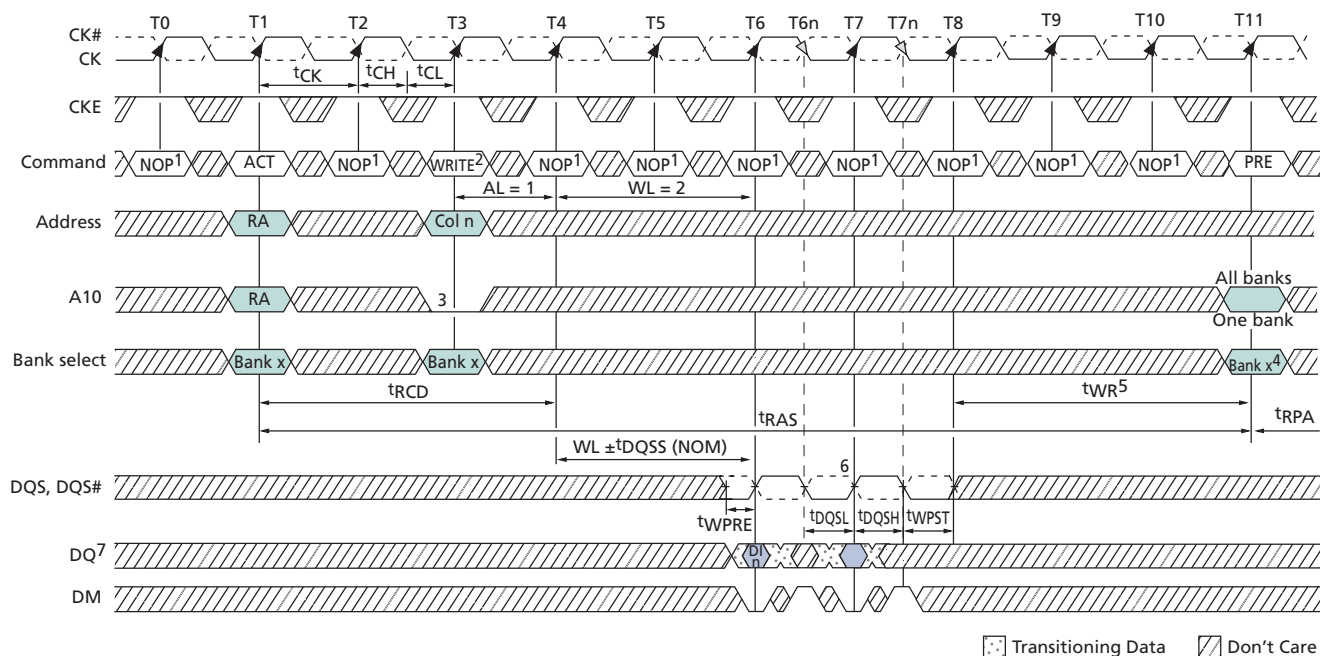 T0 T1 T2 T3 T4 T5 T6 T6n T7 T7n T8 T9 T10 T11
CK#
CK
tCK tCH tCL
CKE
Command NOP1 ACT NOP1 WRITE2 NOP1 NOP1 NOP1 NOP1 NOP1 NOP1 NOP1 PRE
AL = 1 WL = 2
Address RA Col n
All banks
A10 RA 3
One bank
Bank select Bank x Bank x Bank x4
tRCD tWR5
tRAS tRPA
WL ±tDQSS (NOM)
6
DQS, DQS#
tWPRE tDQSL tDQSH tWPST
DQ7 DI
n
DM
Transitioning Data Don't Care